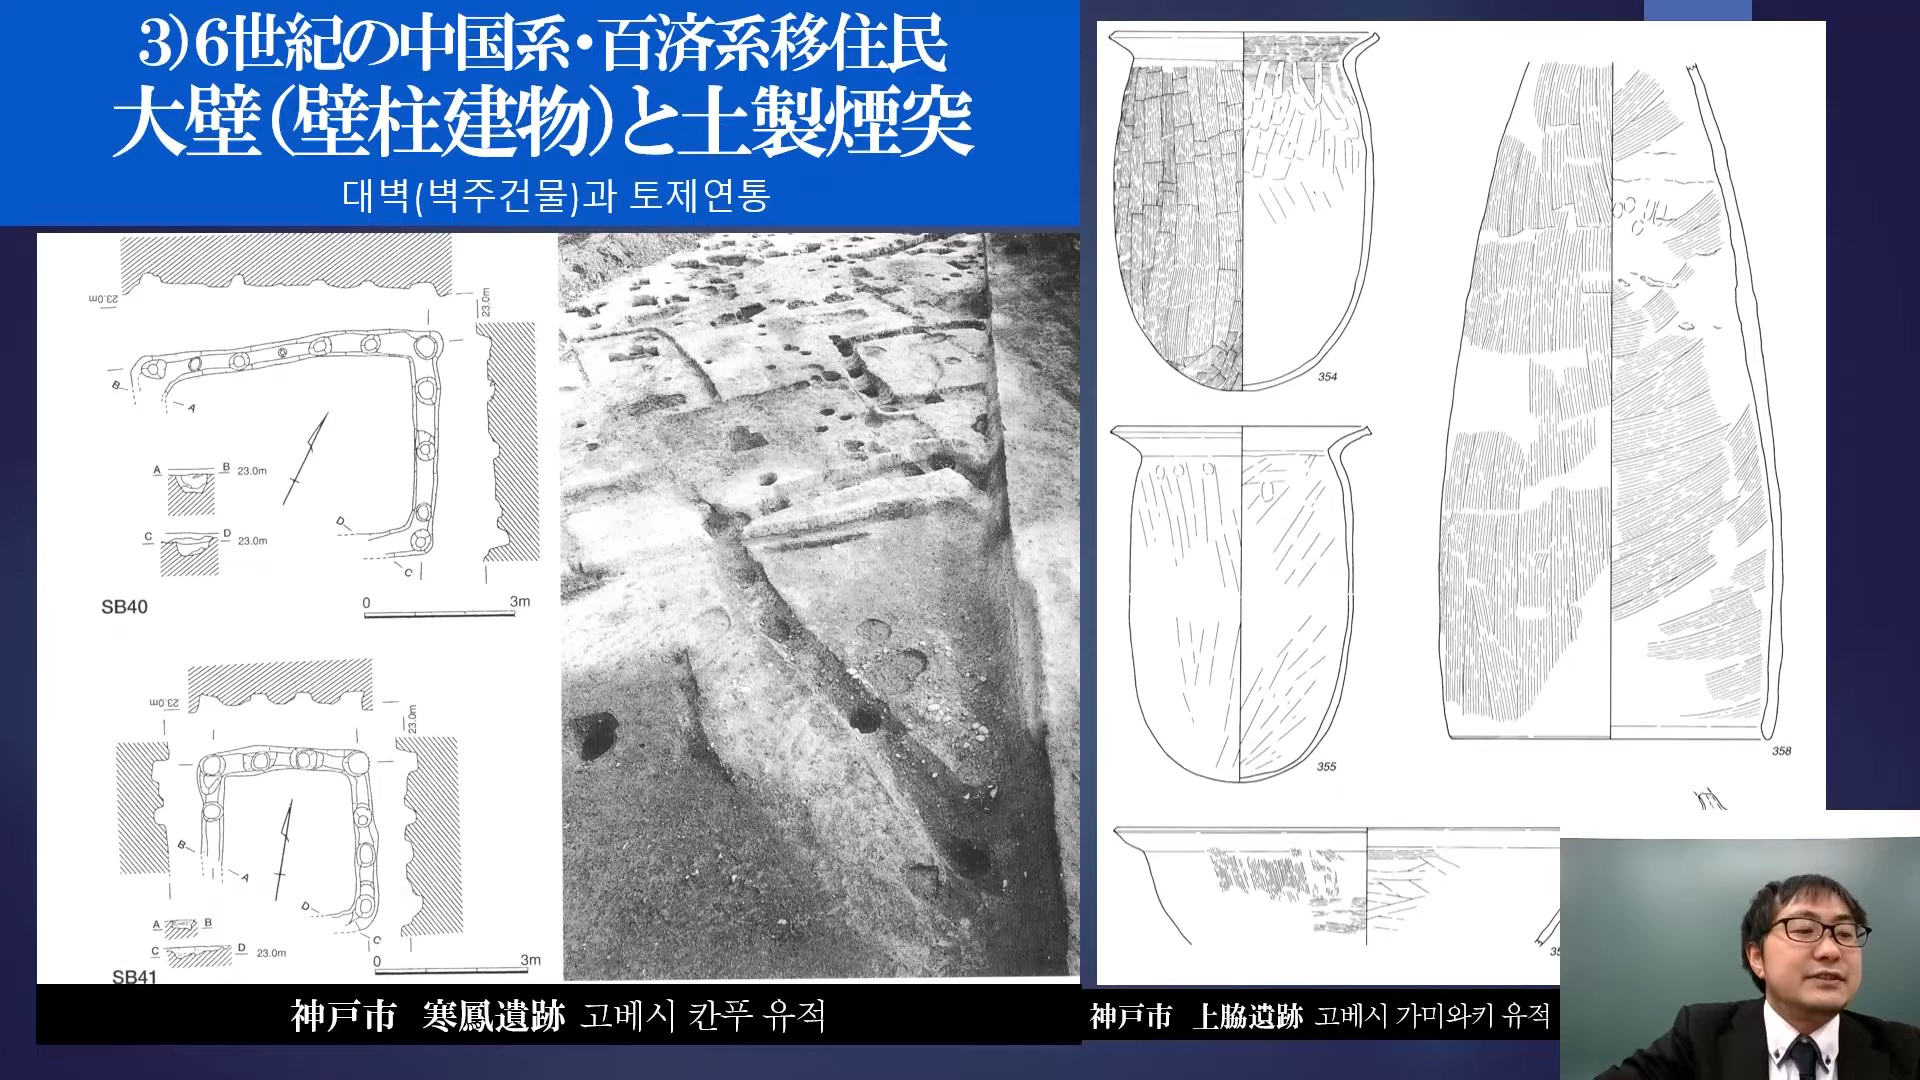 3）6世紀の中国系・百済系移住民
大壁（壁柱建物）と土製煙突
대벽(벽주건물)과 토제연통
23.0m
23.0m
B
A
A
B
23.0m
D
C
D
23.0m
C
SB40
0
3m
23.0m
23.0m
B
A
D
A
B
C
C
D
23.0m
0
3m
SB41
神戸市 寒鳳遺跡 고베시 칸푸 유적
354
355
358
神戸市 上脇遺跡 고베시 가미와키 유적